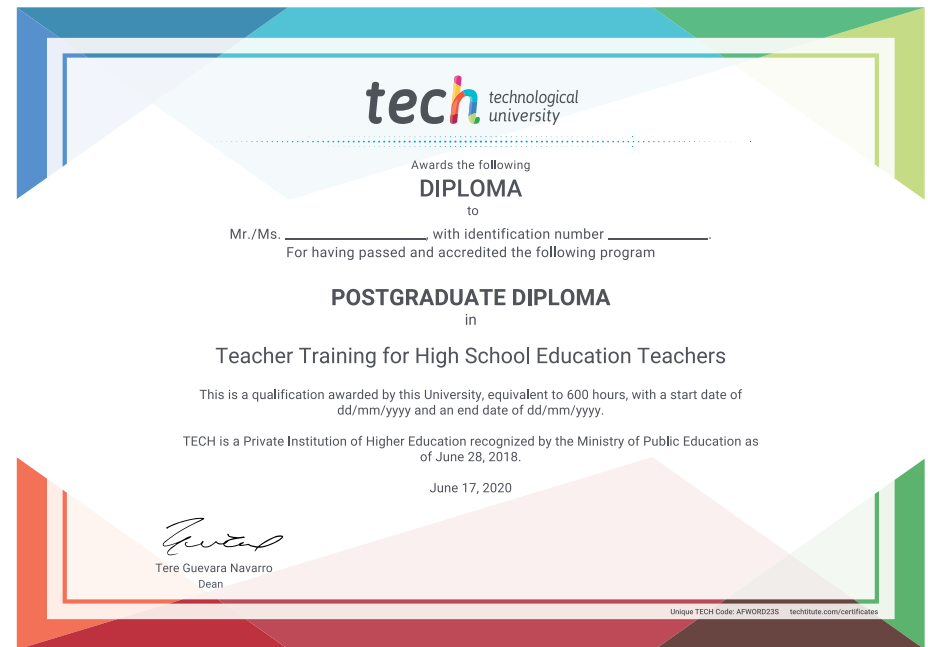 tech technological
university
Awards the following
DIPLOMA
to
Mr./Ms. ____________________, with identification number ______________.
For having passed and accredited the following program
POSTGRADUATE DIPLOMA
in
Teacher Training for High School Education Teachers
This is a qualification awarded by this University, equivalent to 600 hours, with a start date of
dd/mm/yyyy and an end date of dd/mm/yyyy.
TECH is a Private Institution of Higher Education recognized by the Ministry of Public Education as
of June 28, 2018.
June 17, 2020
Tere Guevara Navarro
Dean
Unique TECH Code: AFWORD23S techtitute.com/certificates